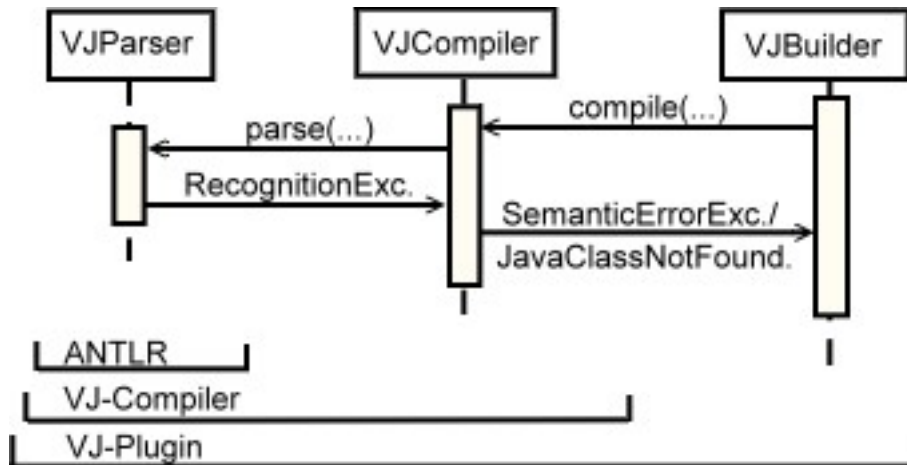 VJParser
VJCompiler
VJBuilder
compile(...)
parse(...)
RecognitionExc.
SemanticErrorExc./
JavaClassNotFound.
ANTLR
VJ-Compiler
VJ-Plugin